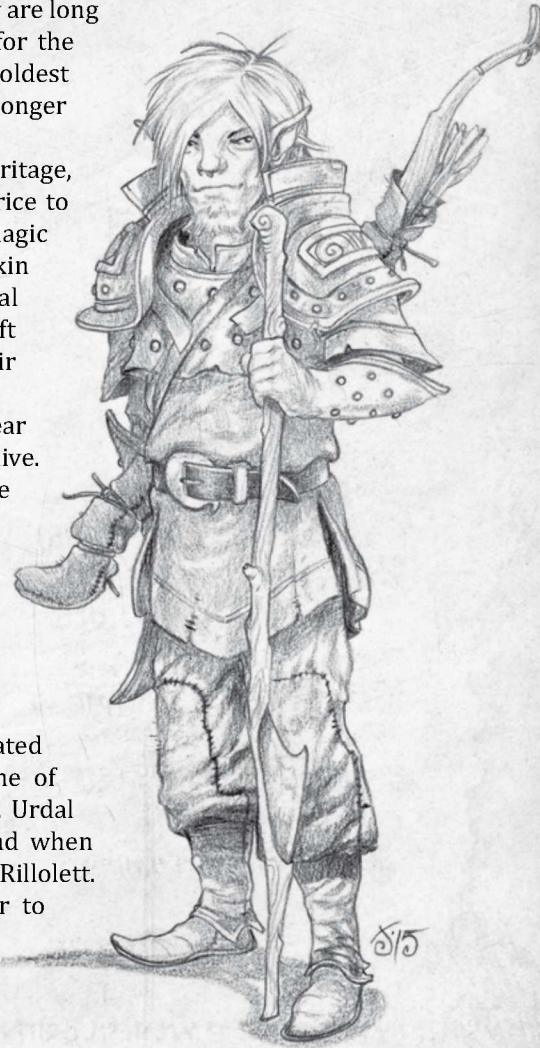 are long
for the
oldest
onger
ritage,
rice to
agic
kin
al
ft
ir
ear
ive.
e
ated
ne of
Urdal
d when
Rillolett.
r to